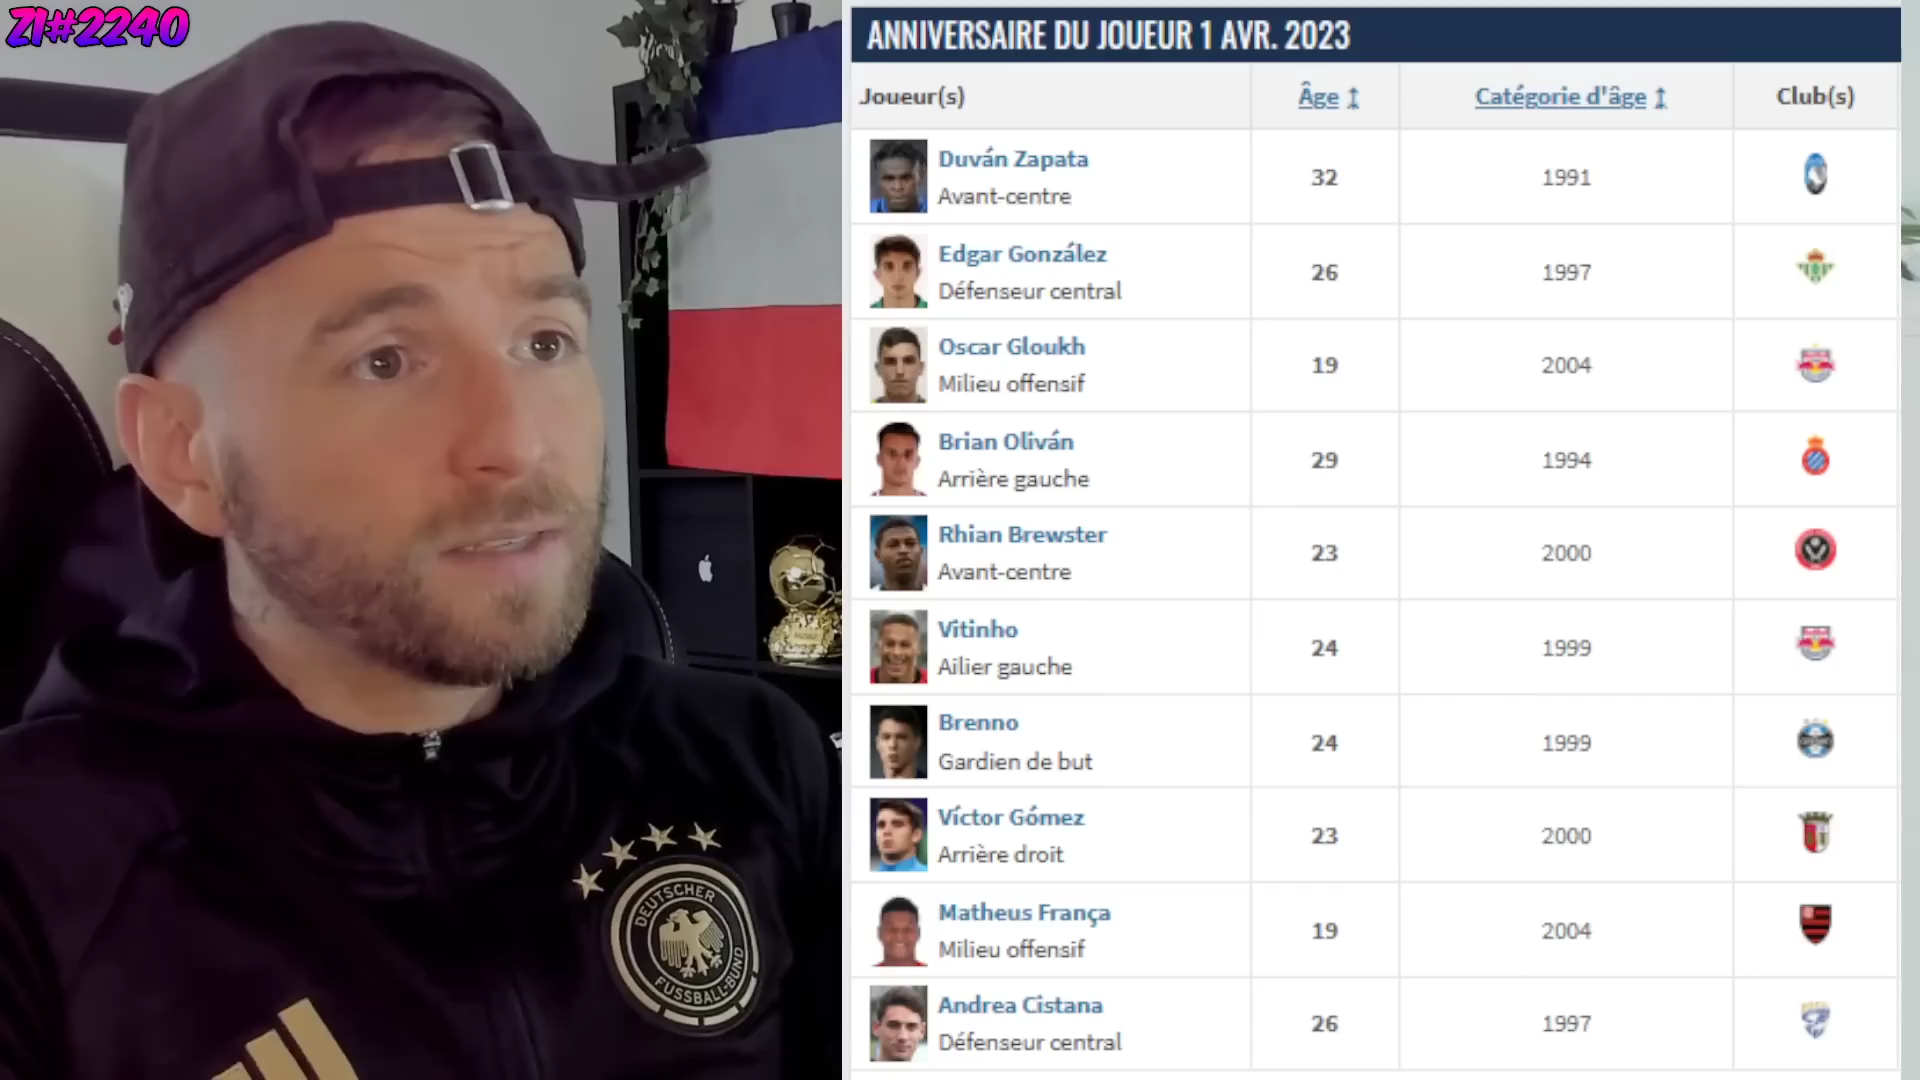 ZI#2240
DEUTSCHER
FUSSBALL-BUND
ANNIVERSAIRE DU JOUEUR 1 AVR. 2023
Joueur(s) Âge ↕ Catégorie d'âge ↕ Club(s)
Duván Zapata
Avant-centre
32 1991
Edgar González
Défenseur central
26 1997
Oscar Gloukh
Milieu offensif
19 2004
Brian Oliván
Arrière gauche
29 1994
Rhian Brewster
Avant-centre
23 2000
Vitinho
Ailier gauche
24 1999
Brenno
Gardien de but
24 1999
Víctor Gómez
Arrière droit
23 2000
Matheus França
Milieu offensif
19 2004
Andrea Cistana
Défenseur central
26 1997